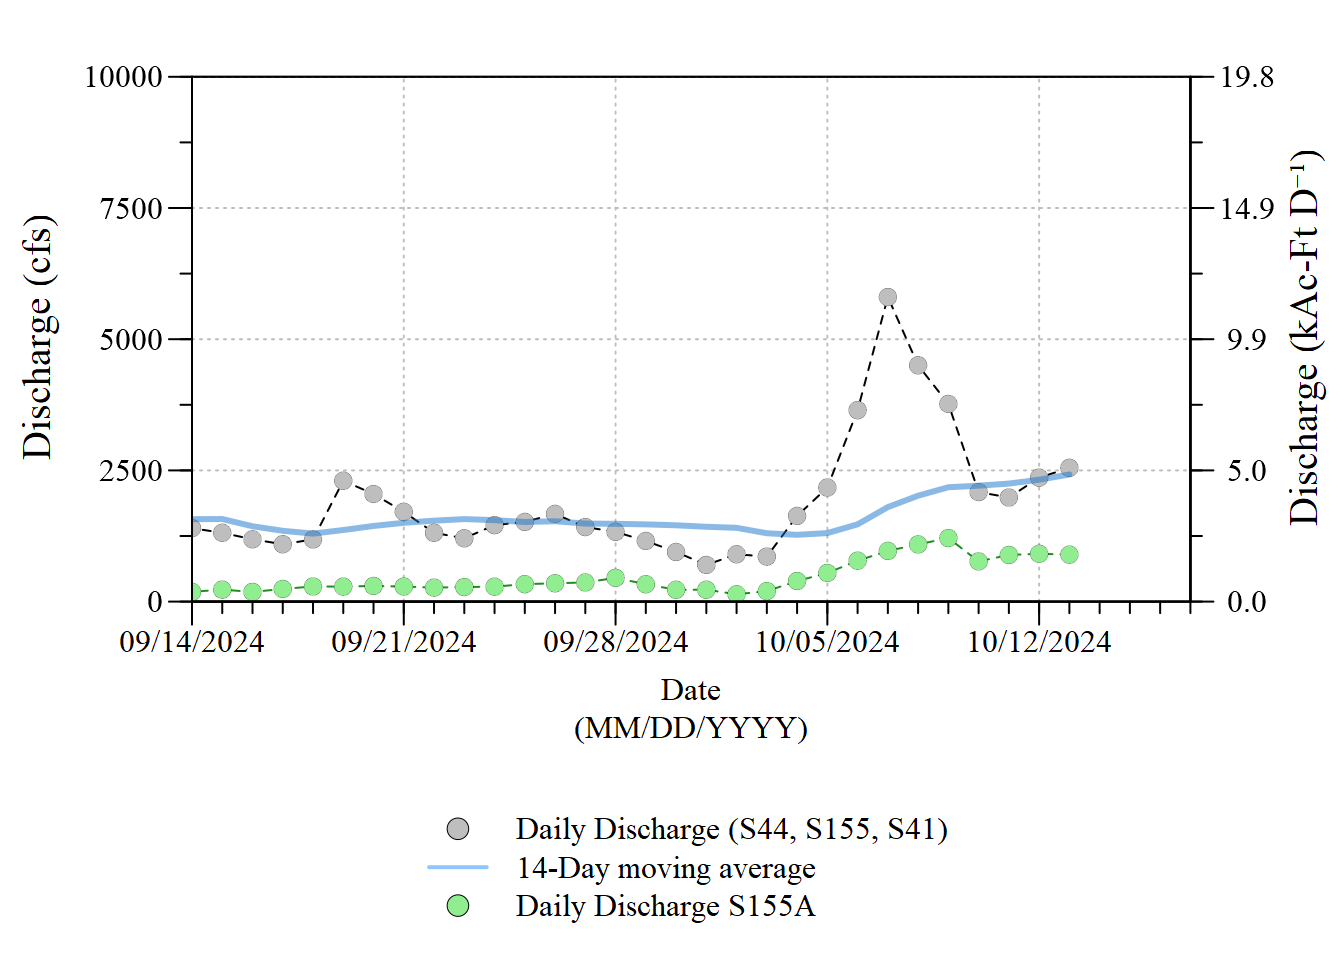 10000
7500
5000
2500
0
Discharge (cfs)
19.8
14.9
9.9
5.0
0.0
Discharge (kAc-Ft D⁻¹)
09/14/2024 09/21/2024 09/28/2024 10/05/2024 10/12/2024
Date
(MM/DD/YYYY)
Daily Discharge (S44, S155, S41)
14-Day moving average
Daily Discharge S155A